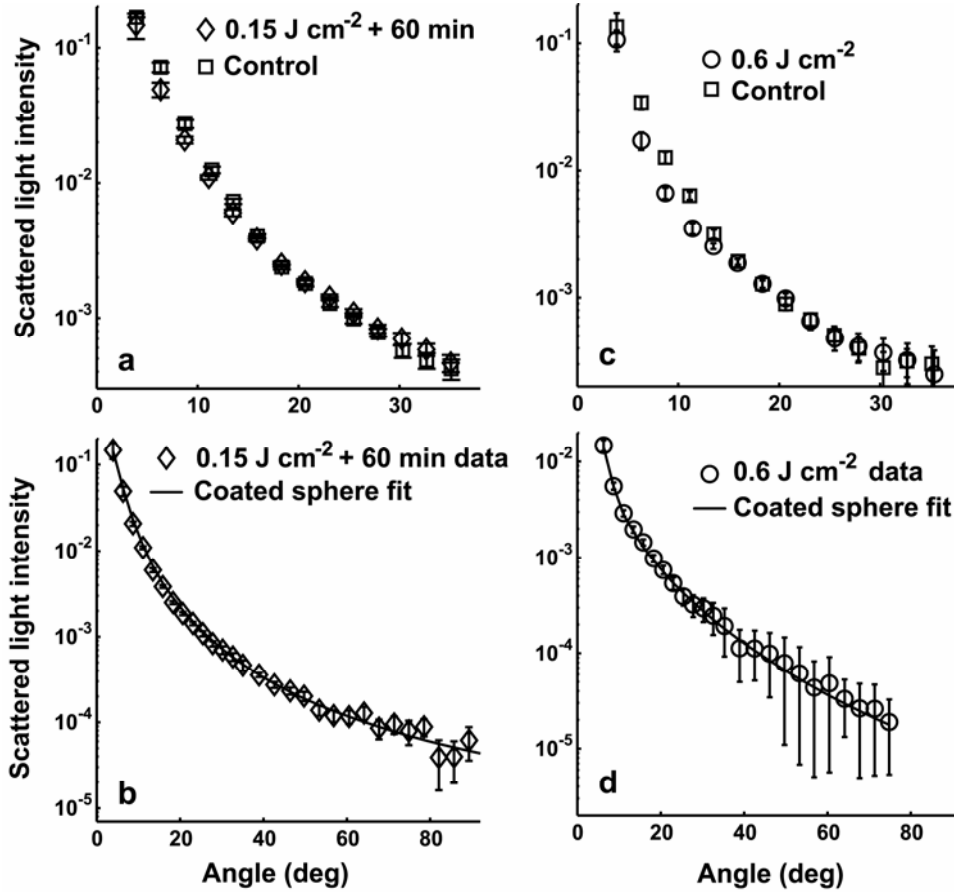 a
10⁻¹
10⁻²
10⁻³
0.15 J cm⁻² + 60 min
Control
Scattered light intensity
0 10 20 30
c
10⁻¹
10⁻²
10⁻³
0.6 J cm⁻²
Control
0 10 20 30
b
10⁻¹
10⁻²
10⁻³
10⁻⁴
10⁻⁵
0.15 J cm⁻² + 60 min data
Coated sphere fit
Scattered light intensity
0 20 40 60 80
Angle (deg)
d
10⁻²
10⁻³
10⁻⁴
10⁻⁵
0.6 J cm⁻² data
Coated sphere fit
0 20 40 60 80
Angle (deg)